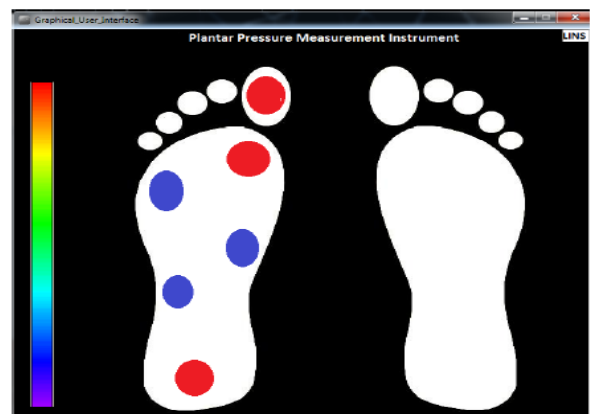 Graphical_User_Interface
Plantar Pressure Measurement Instrument
LINS